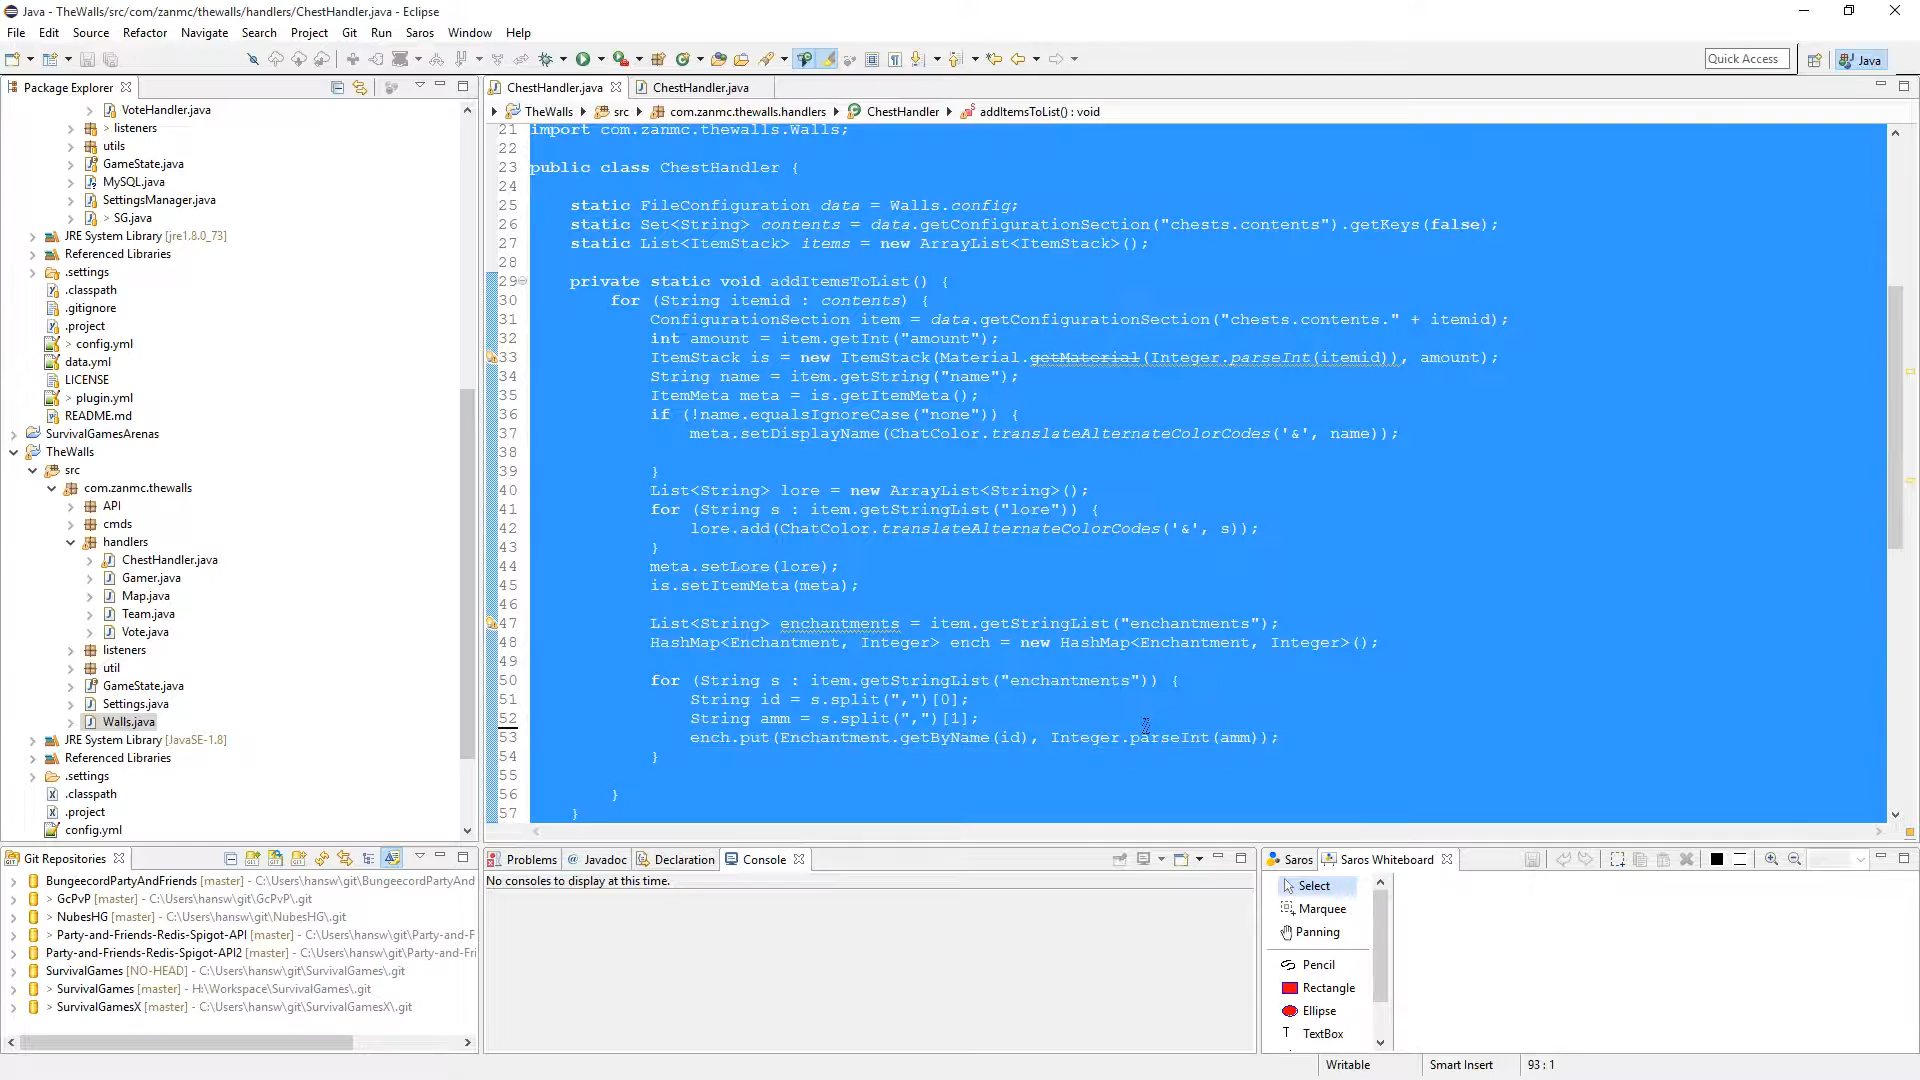 Java - TheWalls/src/com/zanmc/thewalls/handlers/ChestHandler.java - Eclipse
File Edit Source Refactor Navigate Search Project Git Run Saros Window Help
Quick Access
Java
Package Explorer
VoteHandler.java
> listeners
utils
GameState.java
MySQL.java
SettingsManager.java
> SG.java
JRE System Library [jre1.8.0_73]
Referenced Libraries
.settings
.classpath
.gitignore
.project
> config.yml
data.yml
LICENSE
> plugin.yml
README.md
SurvivalGamesArenas
TheWalls
src
com.zanmc.thewalls
API
cmds
handlers
ChestHandler.java
Gamer.java
Map.java
Team.java
Vote.java
listeners
util
GameState.java
Settings.java
Walls.java
JRE System Library [JavaSE-1.8]
Referenced Libraries
.settings
.classpath
.project
config.yml
ChestHandler.java ChestHandler.java
TheWalls src com.zanmc.thewalls.handlers ChestHandler addItemsToList() : void
21 import com.zanmc.thewalls.Walls;
22
23 public class ChestHandler {
24
25 static FileConfiguration data = Walls.config;
26 static Set<String> contents = data.getConfigurationSection("chests.contents").getKeys(false);
27 static List<ItemStack> items = new ArrayList<ItemStack>();
28
29 private static void addItemsToList() {
30 for (String itemid : contents) {
31 ConfigurationSection item = data.getConfigurationSection("chests.contents." + itemid);
32 int amount = item.getInt("amount");
33 ItemStack is = new ItemStack(Material.getMaterial(Integer.parseInt(itemid)), amount);
34 String name = item.getString("name");
35 ItemMeta meta = is.getItemMeta();
36 if (!name.equalsIgnoreCase("none")) {
37 meta.setDisplayName(ChatColor.translateAlternateColorCodes('&', name));
38
39 }
40 List<String> lore = new ArrayList<String>();
41 for (String s : item.getStringList("lore")) {
42 lore.add(ChatColor.translateAlternateColorCodes('&', s));
43 }
44 meta.setLore(lore);
45 is.setItemMeta(meta);
46
47 List<String> enchantments = item.getStringList("enchantments");
48 HashMap<Enchantment, Integer> ench = new HashMap<Enchantment, Integer>();
49
50 for (String s : item.getStringList("enchantments")) {
51 String id = s.split(",")[0];
52 String amm = s.split(",")[1];
53 ench.put(Enchantment.getByName(id), Integer.parseInt(amm));
54 }
55
56 }
57 }
Git Repositories
BungeecordPartyAndFriends [master] - C:\Users\hansw\git\BungeecordPartyAnd
> GcPvP [master] - C:\Users\hansw\git\GcPvP\.git
> NubesHG [master] - C:\Users\hansw\git\NubesHG\.git
> Party-and-Friends-Redis-Spigot-API [master] - C:\Users\hansw\git\Party-and-F
Party-and-Friends-Redis-Spigot-API2 [master] - C:\Users\hansw\git\Party-and-Fri
SurvivalGames [NO-HEAD] - C:\Users\hansw\git\SurvivalGames\.git
> SurvivalGames [master] - H:\Workspace\SurvivalGames\.git
> SurvivalGamesX [master] - C:\Users\hansw\git\SurvivalGamesX\.git
Problems @ Javadoc Declaration Console
No consoles to display at this time.
Saros Saros Whiteboard
Select
Marquee
Panning
Pencil
Rectangle
Ellipse
T TextBox
Writable Smart Insert 93 : 1